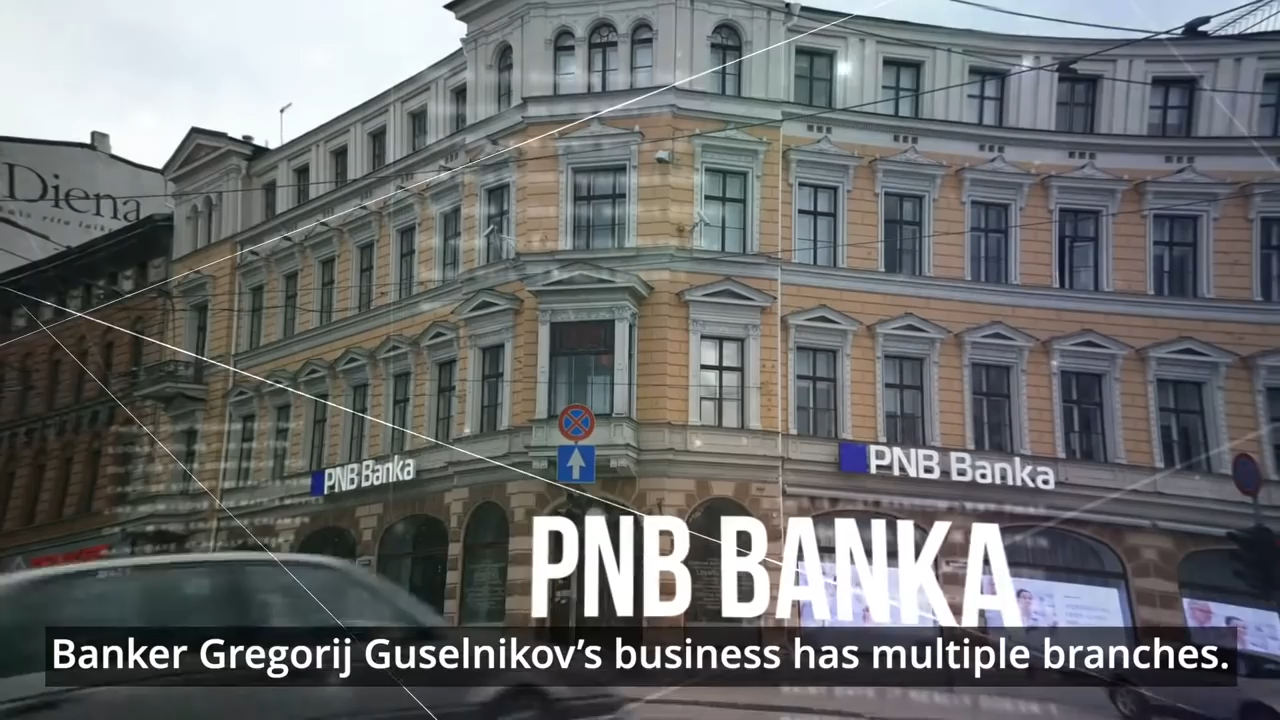 Diena
PNB Banka
PNB Banka
PNB BANKA
Banker Gregorij Guselnikov’s business has multiple branches.